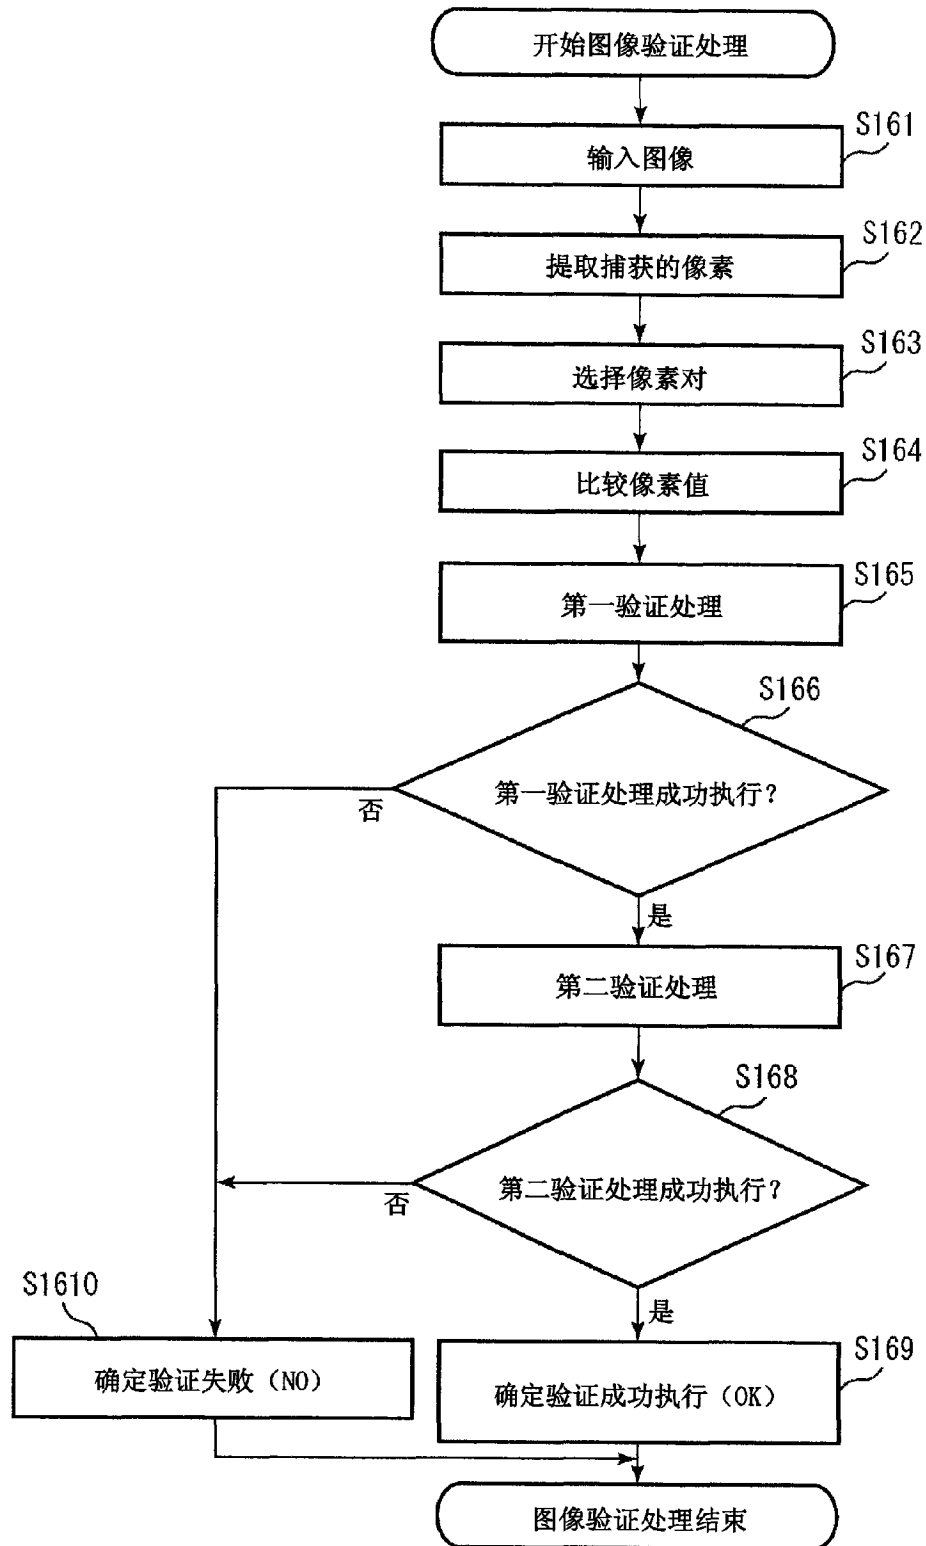 开始图像验证处理
S161
输入图像
S162
提取捕获的像素
S163
选择像素对
S164
比较像素值
S165
第一验证处理
S166
第一验证处理成功执行？
否
是
S167
第二验证处理
S168
第二验证处理成功执行？
否
是
S1610
确定验证失败（NO）
S169
确定验证成功执行（OK）
图像验证处理结束